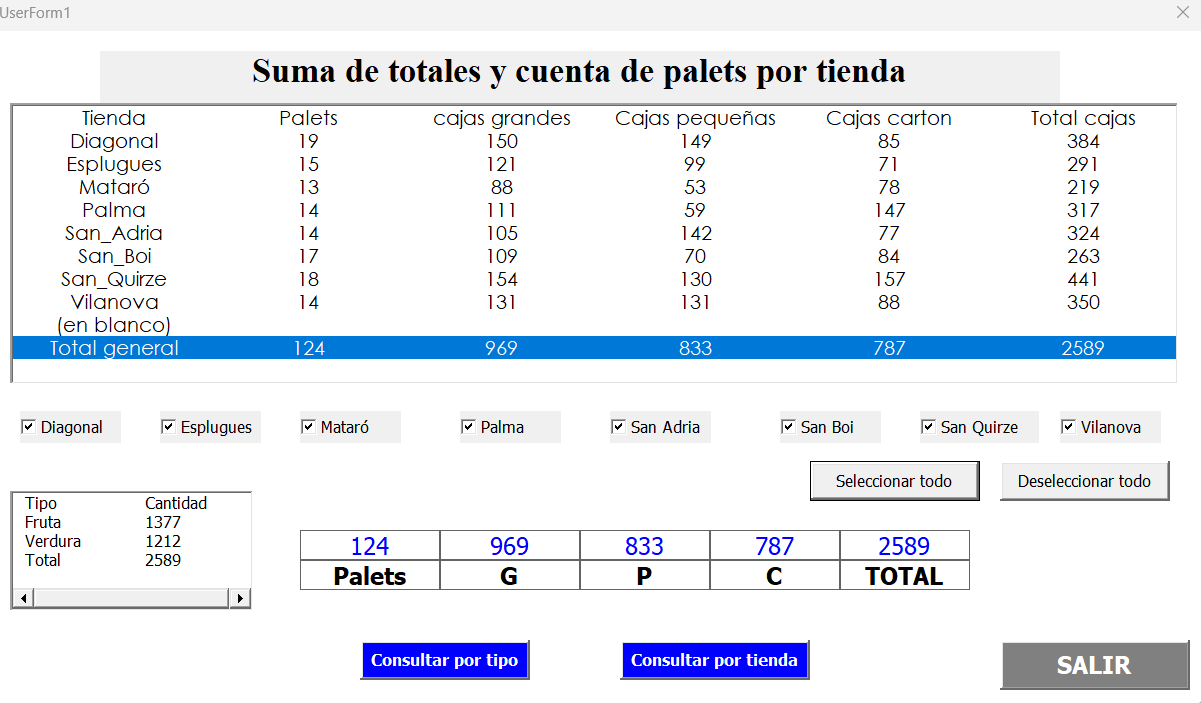 UserForm1
Suma de totales y cuenta de palets por tienda
Tienda Palets cajas grandes Cajas pequeñas Cajas carton Total cajas
Diagonal 19 150 149 85 384
Esplugues 15 121 99 71 291
Mataró 13 88 53 78 219
Palma 14 111 59 147 317
San_Adria 14 105 142 77 324
San_Boi 17 109 70 84 263
San_Quirze 18 154 130 157 441
Vilanova 14 131 131 88 350
(en blanco)
Total general 124 969 833 787 2589
Diagonal Esplugues Mataró Palma San Adria San Boi San Quirze Vilanova
Seleccionar todo Deseleccionar todo
Tipo Cantidad
Fruta 1377
Verdura 1212
Total 2589
124 969 833 787 2589
Palets G P C TOTAL
Consultar por tipo Consultar por tienda SALIR